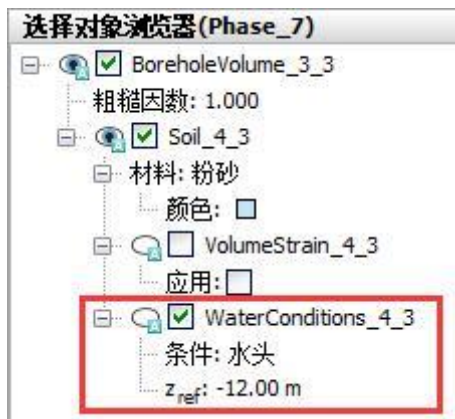 选择对象浏览器(Phase_7)
BoreholeVolume_3_3
粗糙因数: 1.000
Soil_4_3
材料: 粉砂
颜色:
VolumeStrain_4_3
应用:
WaterConditions_4_3
条件: 水头
z_ref: -12.00 m